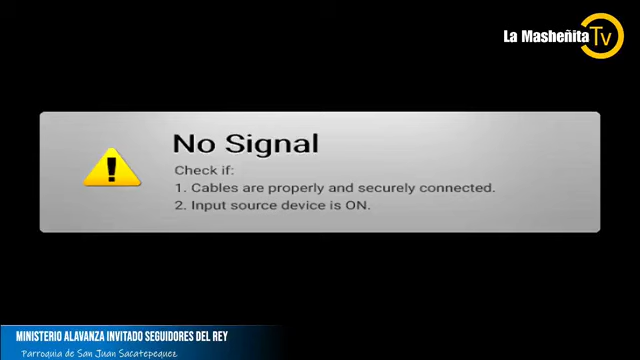 La Masheñita Tv
No Signal
Check if:
1. Cables are properly and securely connected.
2. Input source device is ON.
MINISTERIO ALAVANZA INVITADO SEGUIDORES DEL REY
Parroquia de San Juan Sacatepequez